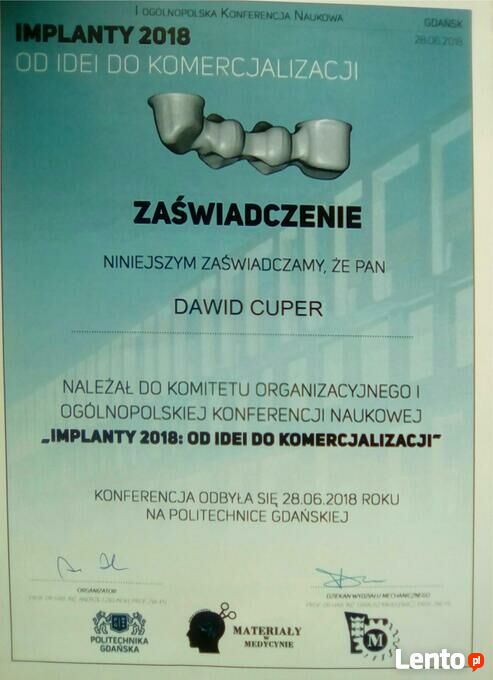 I OGÓLNOPOLSKA KONFERENCJA NAUKOWA
GDAŃSK
28.06.2018
IMPLANTY 2018
OD IDEI DO KOMERCJALIZACJI
ZAŚWIADCZENIE
NINIEJSZYM ZAŚWIADCZAMY, ŻE PAN
DAWID CUPER
NALEŻAŁ DO KOMITETU ORGANIZACYJNEGO I
OGÓLNOPOLSKIEJ KONFERENCJI NAUKOWEJ
„IMPLANTY 2018: OD IDEI DO KOMERCJALIZACJI”
KONFERENCJA ODBYŁA SIĘ 28.06.2018 ROKU
NA POLITECHNICE GDAŃSKIEJ
ORGANIZATOR
DZIEKAN WYDZIAŁU MECHANICZNEGO
POLITECHNIKA
GDAŃSKA
MATERIAŁY
W
MEDYCYNIE
M
Lento.pl